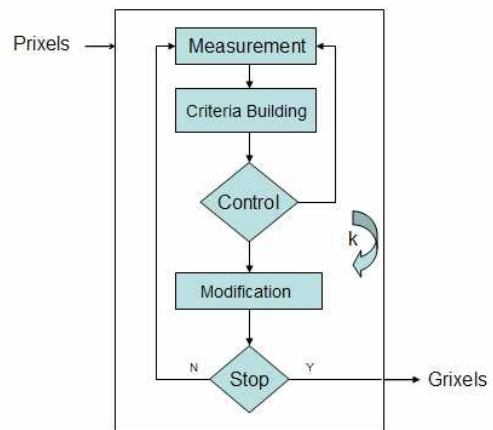 Prixels
Measurement
Criteria Building
Control
k
Modification
N
Stop
Y
Grixels